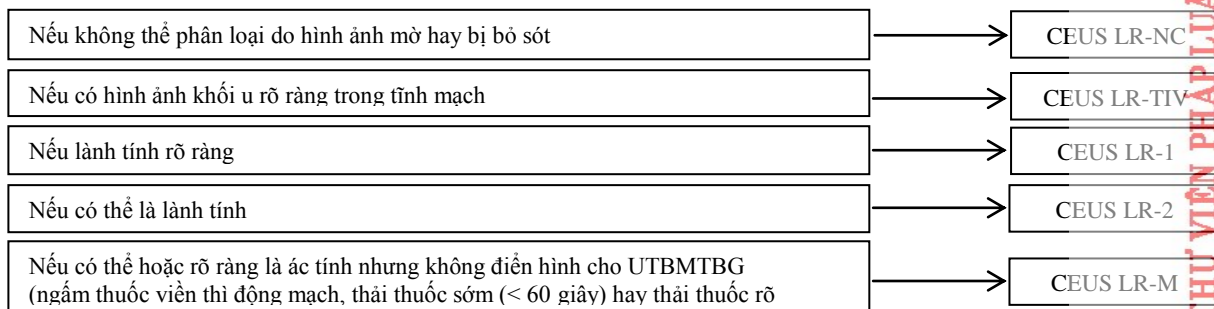 Nếu không thể phân loại do hình ảnh mờ hay bị bỏ sót
CEUS LR-NC
Nếu có hình ảnh khối u rõ ràng trong tĩnh mạch
CEUS LR-TIV
Nếu lành tính rõ ràng
CEUS LR-1
Nếu có thể là lành tính
CEUS LR-2
Nếu có thể hoặc rõ ràng là ác tính nhưng không điển hình cho UTBMTBG
(ngấm thuốc viền thì động mạch, thải thuốc sớm (< 60 giây) hay thải thuốc rõ
CEUS LR-M
VIỆN PHÁP